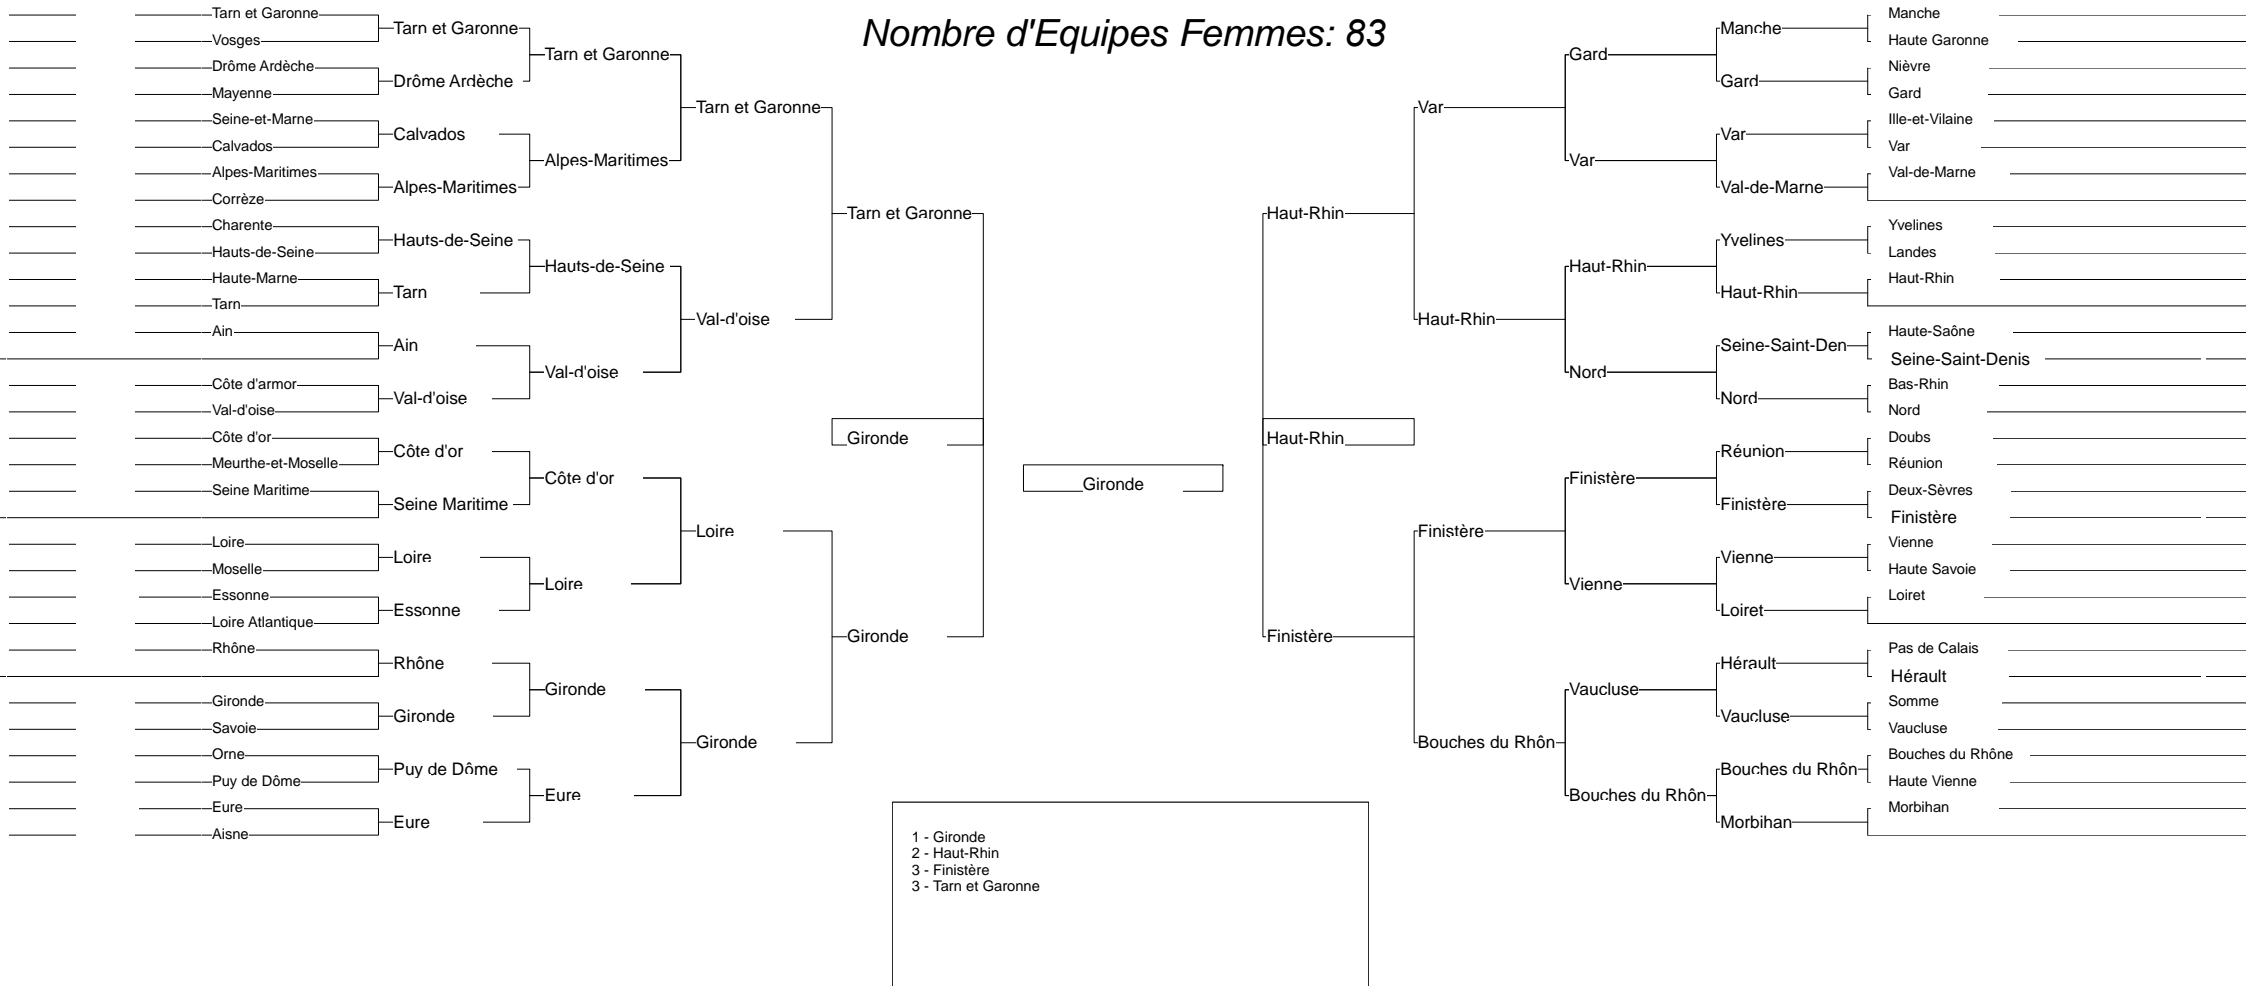 Nombre d'Equipes Femmes: 83
Tarn et Garonne
Vosges
Drôme Ardèche
Mayenne
Seine-et-Marne
Calvados
Alpes-Maritimes
Corrèze
Charente
Hauts-de-Seine
Haute-Marne
Tarn
Ain
Côte d'armor
Val-d'oise
Côte d'or
Meurthe-et-Moselle
Seine Maritime
Loire
Moselle
Essonne
Loire Atlantique
Rhône
Gironde
Savoie
Orne
Puy de Dôme
Eure
Aisne
Tarn et Garonne
Drôme Ardèche
Calvados
Alpes-Maritimes
Hauts-de-Seine
Tarn
Ain
Val-d'oise
Côte d'or
Seine Maritime
Loire
Essonne
Rhône
Gironde
Puy de Dôme
Eure
Tarn et Garonne
Alpes-Maritimes
Hauts-de-Seine
Val-d'oise
Côte d'or
Loire
Gironde
Eure
Tarn et Garonne
Val-d'oise
Loire
Gironde
Tarn et Garonne
Gironde
Gironde
Gironde
Haut-Rhin
Haut-Rhin
Finistère
Var
Haut-Rhin
Finistère
Bouches du Rhôn
Gard
Var
Haut-Rhin
Nord
Finistère
Vienne
Vaucluse
Bouches du Rhôn
Manche
Gard
Var
Val-de-Marne
Yvelines
Haut-Rhin
Seine-Saint-Den
Nord
Réunion
Finistère
Vienne
Loiret
Hérault
Vaucluse
Bouches du Rhôn
Morbihan
Manche
Haute Garonne
Nièvre
Gard
Ille-et-Vilaine
Var
Val-de-Marne
Yvelines
Landes
Haut-Rhin
Haute-Saône
Seine-Saint-Denis
Bas-Rhin
Nord
Doubs
Réunion
Deux-Sèvres
Finistère
Vienne
Haute Savoie
Loiret
Pas de Calais
Hérault
Somme
Vaucluse
Bouches du Rhône
Haute Vienne
Morbihan
1 - Gironde
2 - Haut-Rhin
3 - Finistère
3 - Tarn et Garonne